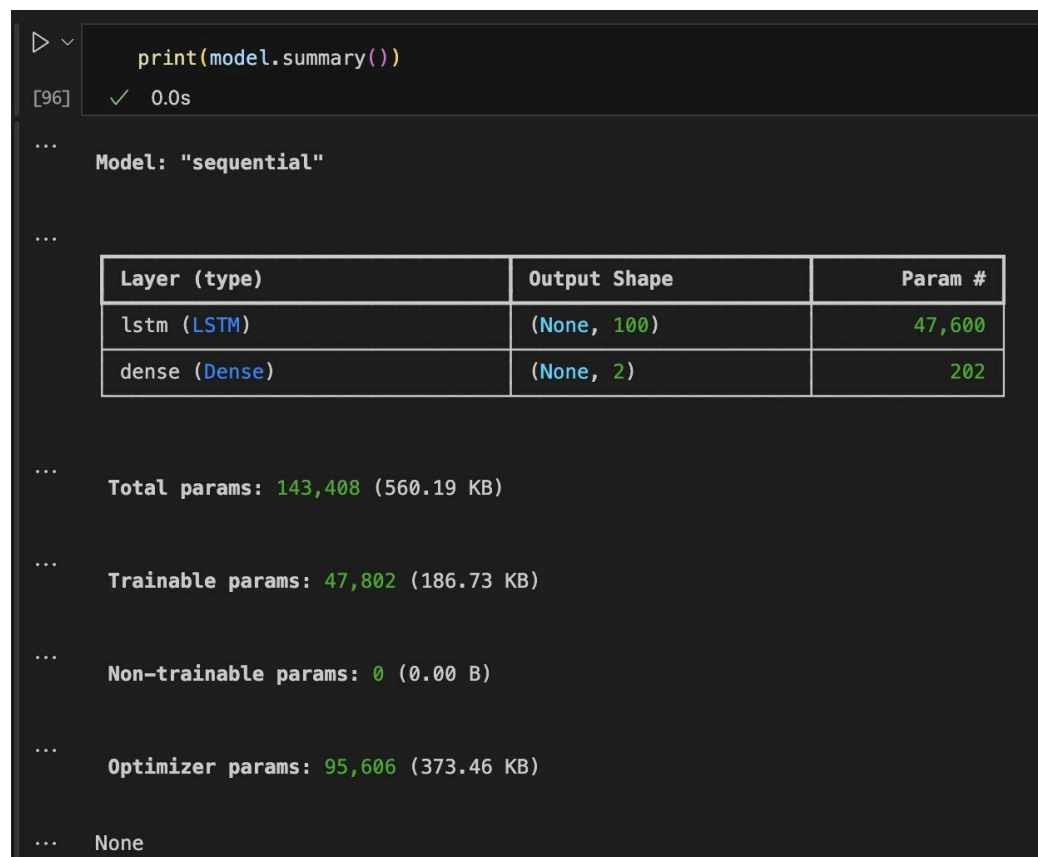 print(model.summary())
[96]
0.0s
...
Model: "sequential"
...
Layer (type) Output Shape Param #
lstm (LSTM) (None, 100) 47,600
dense (Dense) (None, 2) 202
...
Total params: 143,408 (560.19 KB)
...
Trainable params: 47,802 (186.73 KB)
...
Non-trainable params: 0 (0.00 B)
...
Optimizer params: 95,606 (373.46 KB)
... None